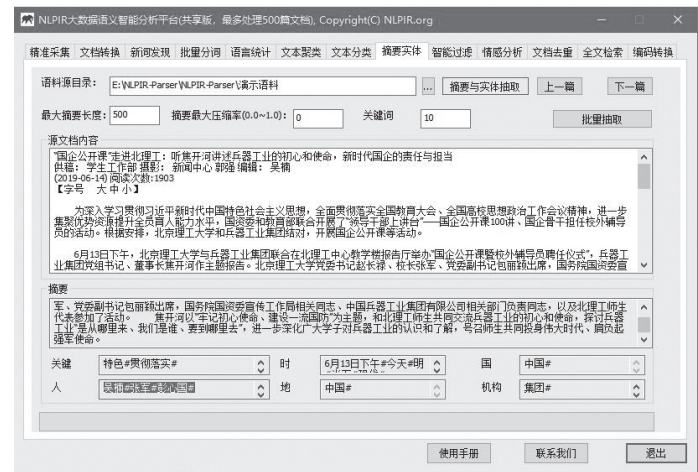 NLPIR大数据语义智能分析平台(共享版，最多处理500篇文档), Copyright(C) NLPIR.org
精准采集 文档转换 新词发现 批量分词 语言统计 文本聚类 文本分类 摘要实体 智能过滤 情感分析 文档去重 全文检索 编码转换
语料源目录： E:\NLPIR-Parser\NLPIR-Parser\演示语料 ... 摘要与实体抽取 上一篇 下一篇
最大摘要长度： 500 摘要最大压缩率(0.0~1.0)： 0 关键词 10 批量抽取
源文档内容
"国企公开课"走进北理工：听焦开河讲述兵器工业的初心和使命，新时代国企的责任与担当
供稿：学生工作部 摄影：新闻中心 郭强 编辑：吴楠
(2019-06-14) 阅读次数:1903
【字号 大 中 小】
为深入学习贯彻习近平新时代中国特色社会主义思想，全面贯彻落实全国教育大会、全国高校思想政治工作会议精神，进一步
集聚优势资源提升全员育人能力水平，国资委和教育部联合开展了"领导干部上讲台"——国企公开课100讲、国企骨干担任校外辅导
员的活动。根据安排，北京理工大学与兵器工业集团结对，开展国企公开课等活动。
6月13日下午，北京理工大学与兵器工业集团联合在北理工中心教学楼报告厅举办"国企公开课暨校外辅导员聘任仪式"，兵器工
业集团党组书记、董事长焦开河作主题报告。北京理工大学党委书记赵长禄、校长张军、党委副书记包丽颖出席，国务院国资委宣
摘要
军、党委副书记包丽颖出席，国务院国资委宣传工作局相关同志、中国兵器工业集团有限公司相关部门负责同志，以及北理工师生
代表参加了活动。 焦开河以"牢记初心使命、建设一流国防"为主题，和北理工师生共同交流兵器工业的初心和使命，探讨兵器
工业"是从哪里来、我们是谁、要到哪里去"，进一步深化广大学子对兵器工业的认识和了解，号召师生共同投身伟大时代、肩负起
强军使命。
关键 特色#贯彻落实# 时 6月13日下午#今天#明 国 中国#
人 吴楠#张军#彭心国# 地 中国# 机构 集团#
使用手册 联系我们 退出